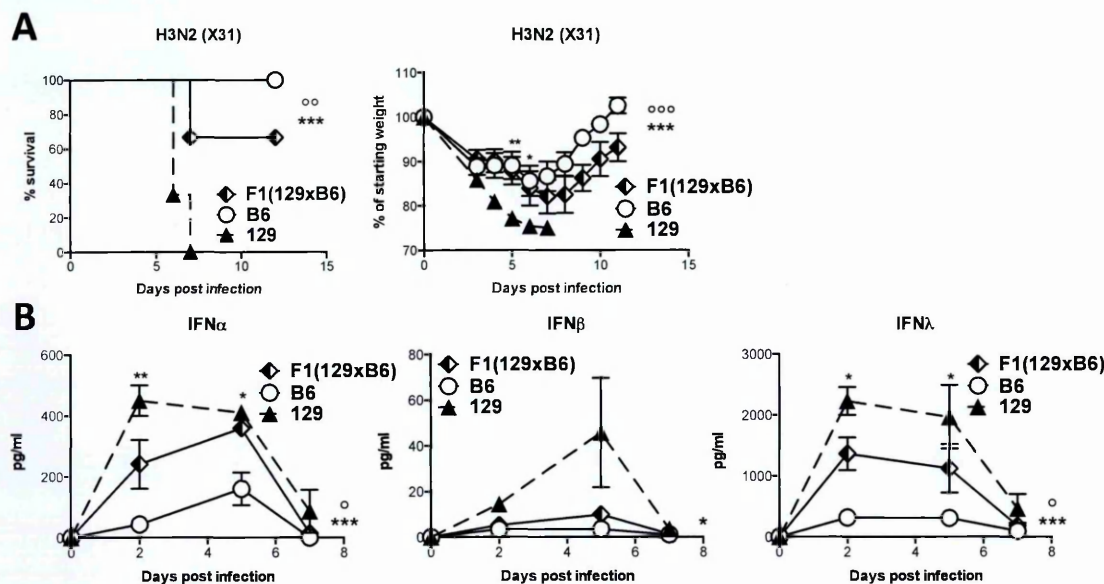 A
H3N2 (X31)
% survival
100
80
60
40
20
0
0 5 10 15
Days post infection
F1(129xB6)
B6
129
°°
***
H3N2 (X31)
% of starting weight
110
100
90
80
70
0 5 10 15
Days post infection
**
*
°°°
***
F1(129xB6)
B6
129
B
IFNα
pg/ml
600
400
200
0
0 2 4 6 8
Days post infection
**
*
F1(129xB6)
B6
129
°
***
IFNβ
pg/ml
80
60
40
20
0
0 2 4 6 8
Days post infection
F1(129xB6)
B6
129
*
IFNλ
pg/ml
3000
2000
1000
0
0 2 4 6 8
Days post infection
*
*
F1(129xB6)
B6
129
°
***